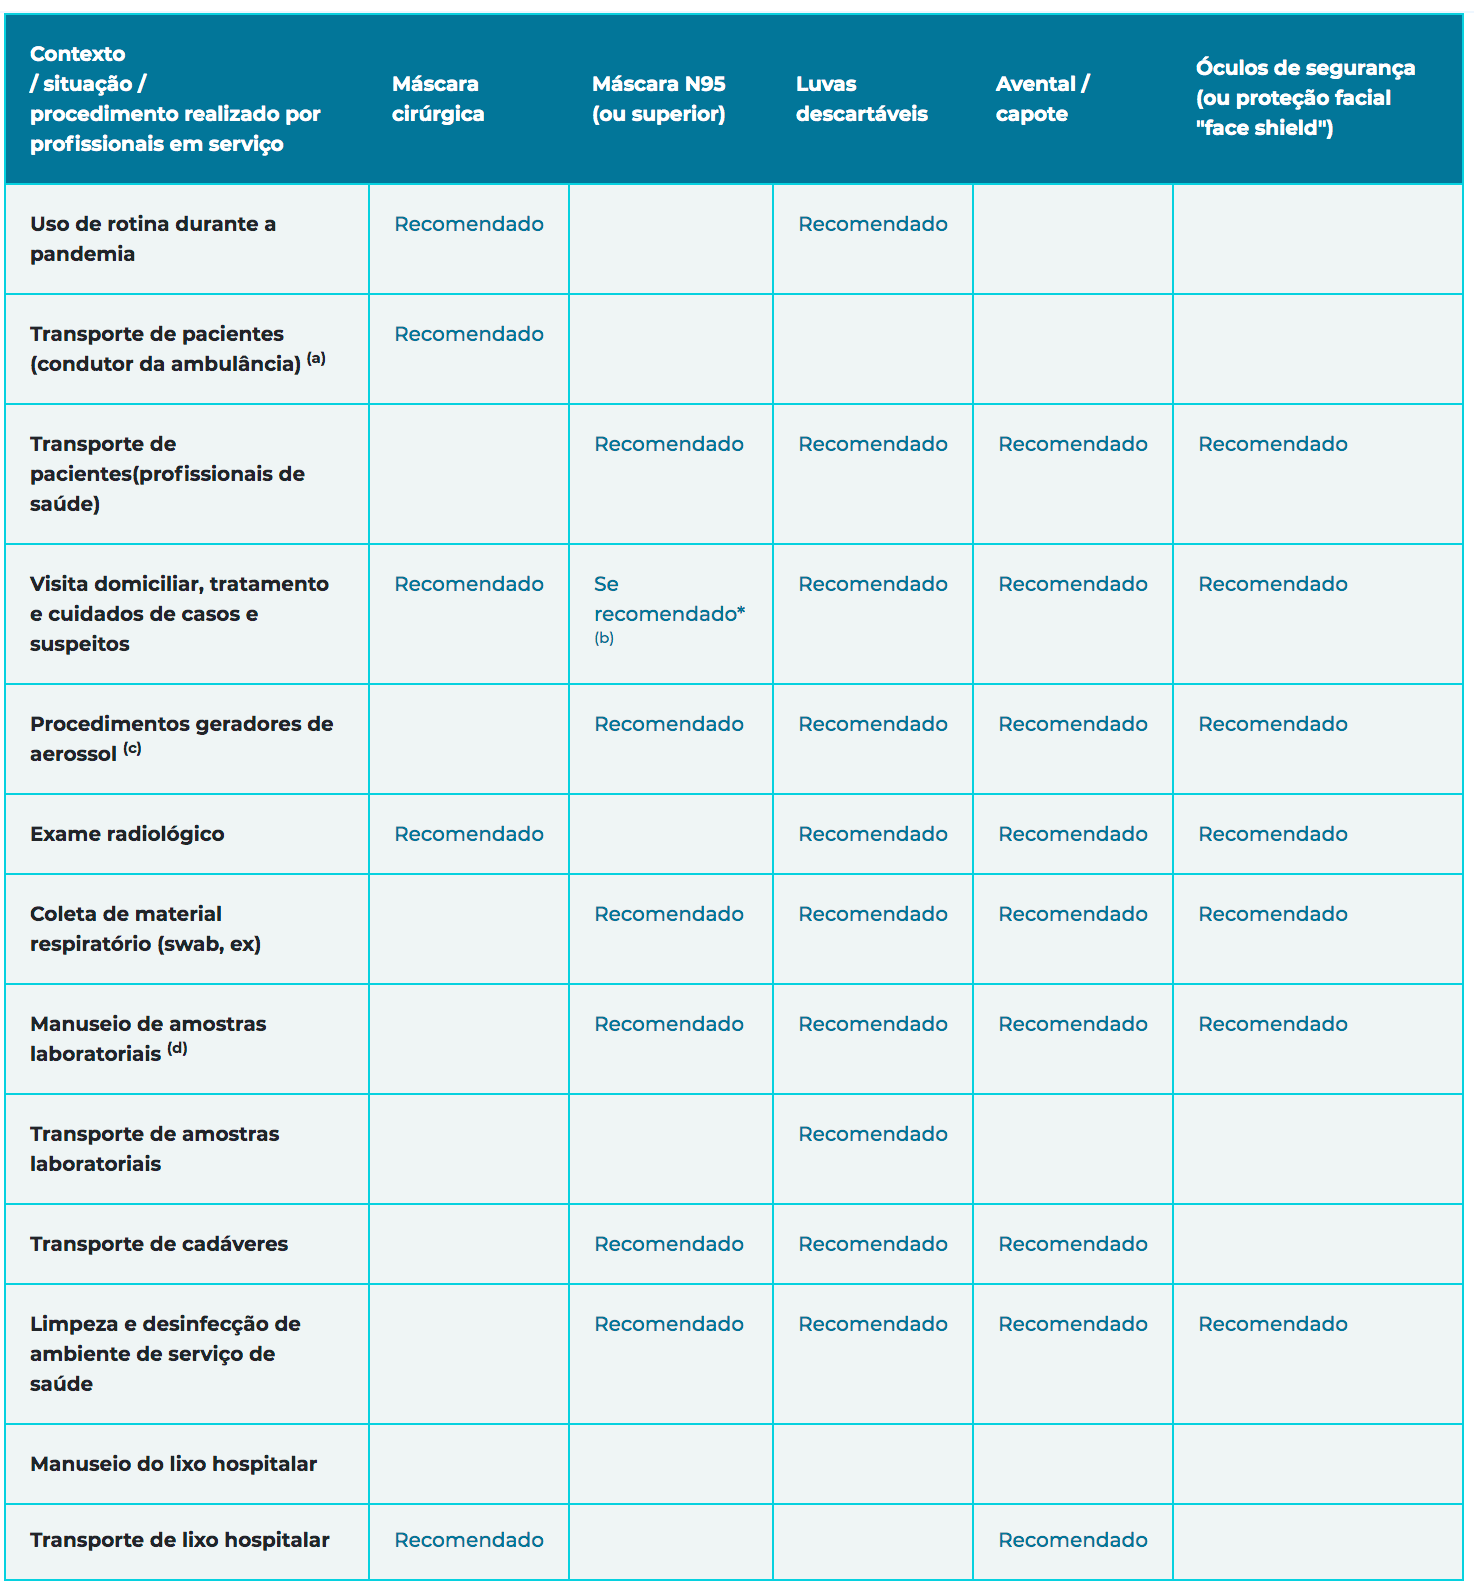 Contexto
/ situação /
procedimento realizado por
profissionais em serviço
Máscara
cirúrgica
Máscara N95
(ou superior)
Luvas
descartáveis
Avental /
capote
Óculos de segurança
(ou proteção facial
"face shield")
Uso de rotina durante a
pandemia
Recomendado
Recomendado
Transporte de pacientes
(condutor da ambulância) (a)
Recomendado
Transporte de
pacientes(profissionais de
saúde)
Recomendado
Recomendado
Recomendado
Recomendado
Visita domiciliar, tratamento
e cuidados de casos e
suspeitos
Recomendado
Se
recomendado*
(b)
Recomendado
Recomendado
Recomendado
Procedimentos geradores de
aerossol (c)
Recomendado
Recomendado
Recomendado
Recomendado
Exame radiológico
Recomendado
Recomendado
Recomendado
Recomendado
Coleta de material
respiratório (swab, ex)
Recomendado
Recomendado
Recomendado
Recomendado
Manuseio de amostras
laboratoriais (d)
Recomendado
Recomendado
Recomendado
Recomendado
Transporte de amostras
laboratoriais
Recomendado
Transporte de cadáveres
Recomendado
Recomendado
Recomendado
Limpeza e desinfecção de
ambiente de serviço de
saúde
Recomendado
Recomendado
Recomendado
Recomendado
Manuseio do lixo hospitalar
Transporte de lixo hospitalar
Recomendado
Recomendado